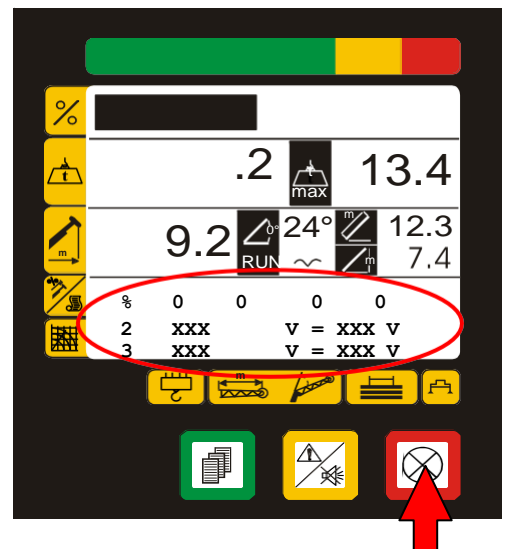 %
.2 t max 13.4
t
9.2 0° RUN 24° m 12.3
m 7.4
m
% 0 0 0 0
2 xxx V = xxx V
3 xxx V = xxx V
m